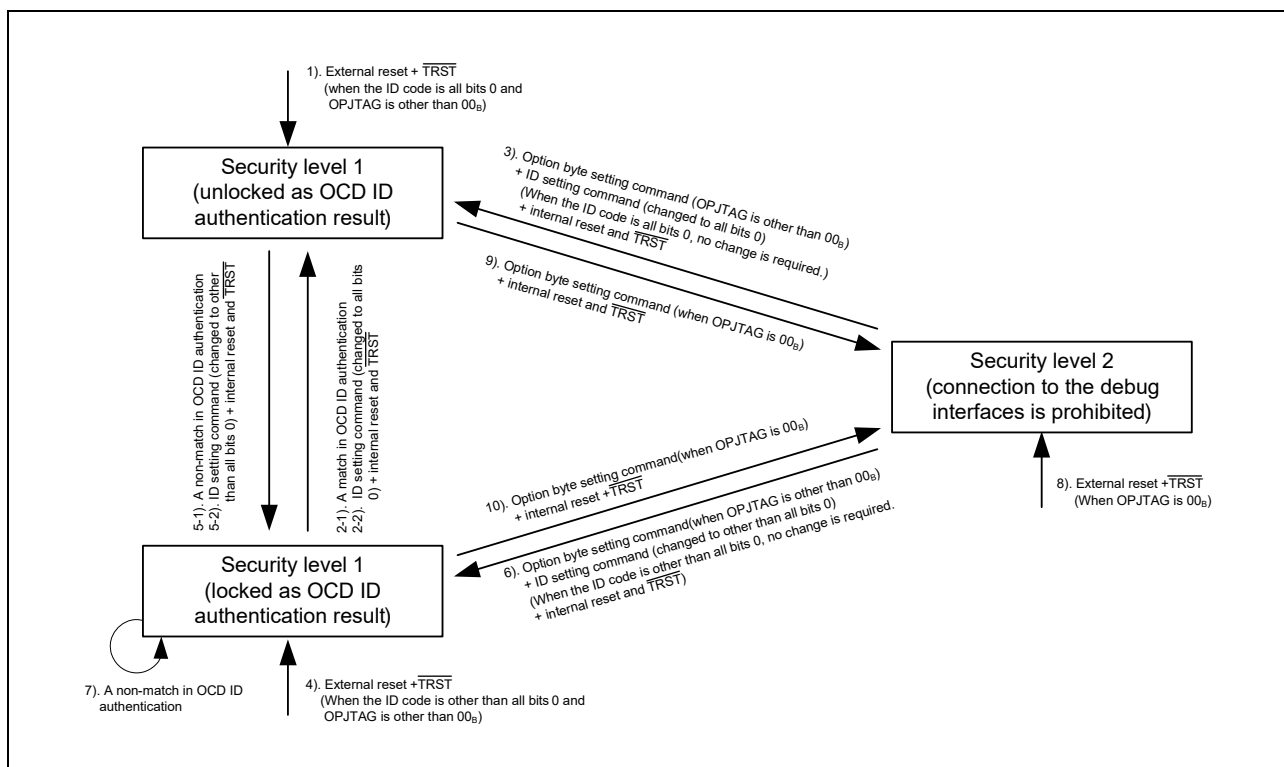 1). External reset + TRST
(when the ID code is all bits 0 and
OPJTAG is other than 00B)
Security level 1
(unlocked as OCD ID
authentication result)
3). Option byte setting command (OPJTAG is other than 00B)
+ ID setting command (changed to all bits 0)
(When the ID code is all bits 0, no change is required.)
+ internal reset and TRST
9). Option byte setting command (when OPJTAG is 00B)
+ internal reset and TRST
5-1). A non-match in OCD ID authentication
5-2). ID setting command (changed to other
than all bits 0) + internal reset and TRST
2-1). A match in OCD ID authentication
2-2). ID setting command (changed to all bits
0) + internal reset and TRST
Security level 2
(connection to the debug
interfaces is prohibited)
8). External reset +TRST
(When OPJTAG is 00B)
10). Option byte setting command(when OPJTAG is 00B)
+ internal reset +TRST
6). Option byte setting command(when OPJTAG is other than 00B)
+ ID setting command (changed to other than all bits 0)
(When the ID code is other than all bits 0, no change is required.
+ internal reset and TRST)
Security level 1
(locked as OCD ID
authentication result)
7). A non-match in OCD ID
authentication
4). External reset +TRST
(When the ID code is other than all bits 0 and
OPJTAG is other than 00B)